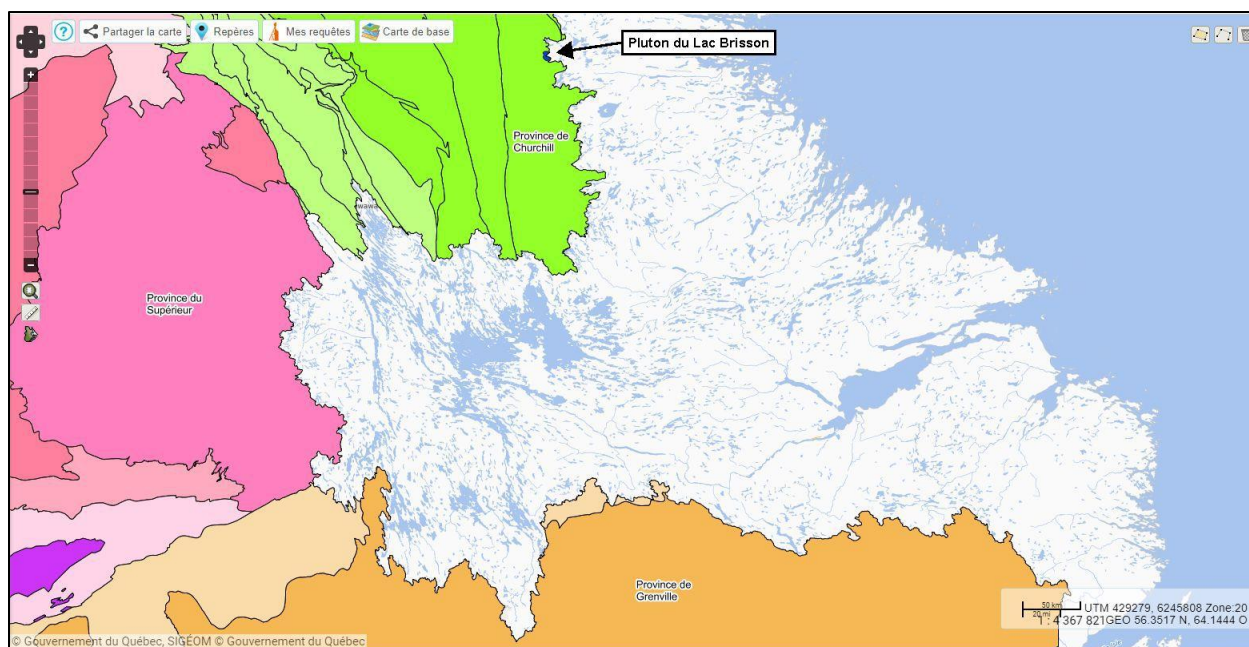 ?
Partager la carte
Repères
Mes requêtes
Carte de base
Pluton du Lac Brisson
Province de
Churchill
wawa
Province du
Supérieur
Province de
Grenville
50 km
20 mi
UTM 429279, 6245808 Zone:20
1 : 4 367 821GEO 56.3517 N, 64.1444 O
© Gouvernement du Québec, SIGÉOM © Gouvernement du Québec